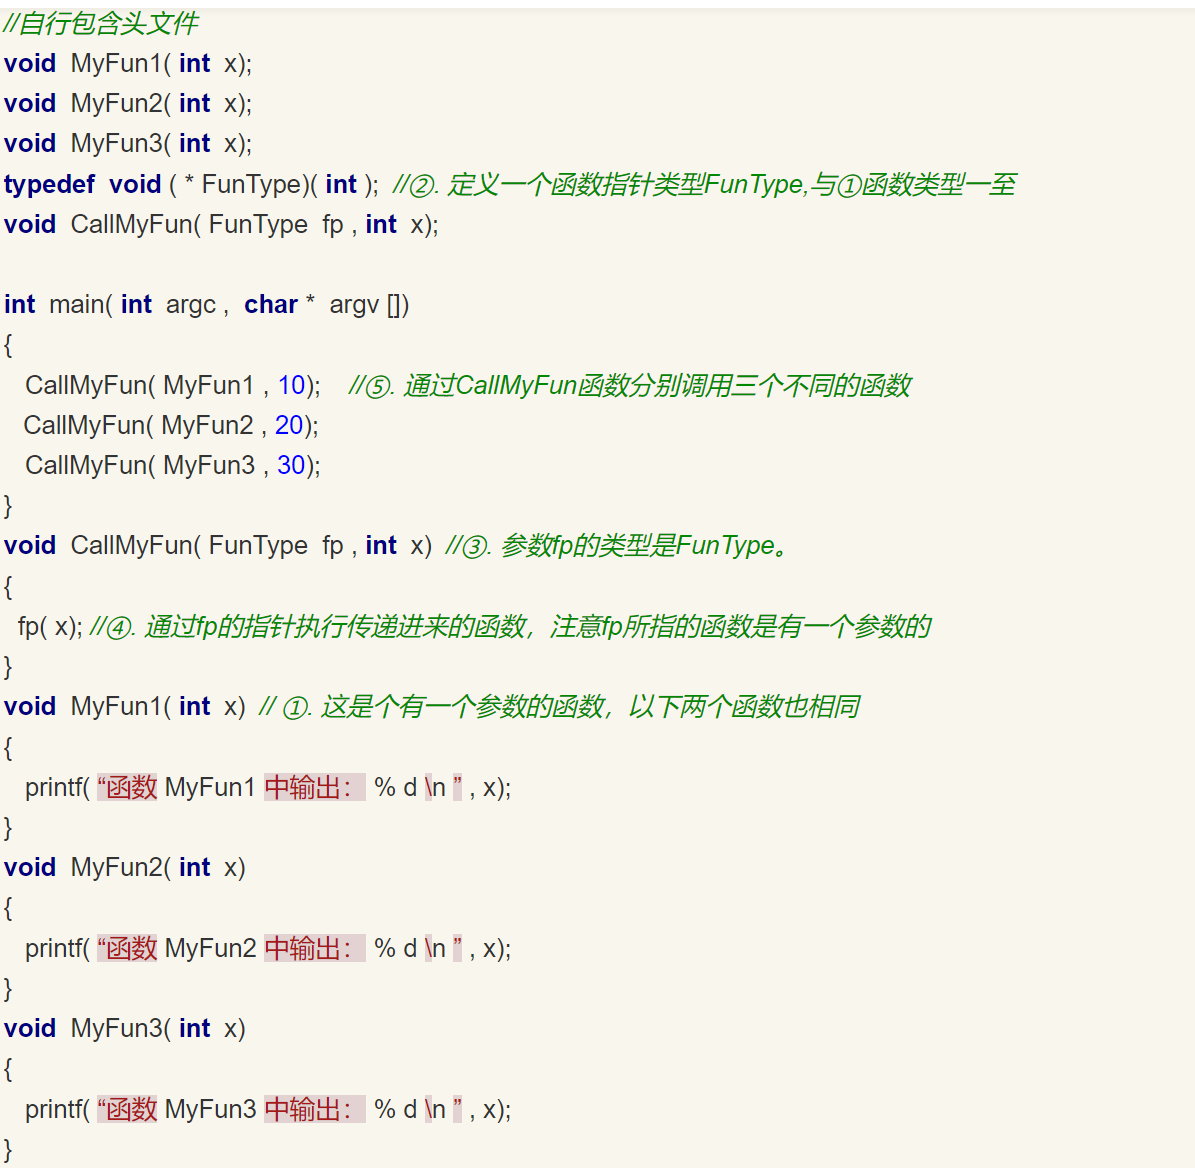 //自行包含头文件
void MyFun1( int x);
void MyFun2( int x);
void MyFun3( int x);
typedef void ( * FunType)( int ); //②. 定义一个函数指针类型FunType,与①函数类型一至
void CallMyFun( FunType fp , int x);
int main( int argc , char * argv [])
{
CallMyFun( MyFun1 , 10); //⑤. 通过CallMyFun函数分别调用三个不同的函数
CallMyFun( MyFun2 , 20);
CallMyFun( MyFun3 , 30);
}
void CallMyFun( FunType fp , int x) //③. 参数fp的类型是FunType。
{
fp( x); //④. 通过fp的指针执行传递进来的函数，注意fp所指的函数是有一个参数的
}
void MyFun1( int x) // ①. 这是个有一个参数的函数，以下两个函数也相同
{
printf( “函数 MyFun1 中输出： % d \n ” , x);
}
void MyFun2( int x)
{
printf( “函数 MyFun2 中输出： % d \n ” , x);
}
void MyFun3( int x)
{
printf( “函数 MyFun3 中输出： % d \n ” , x);
}